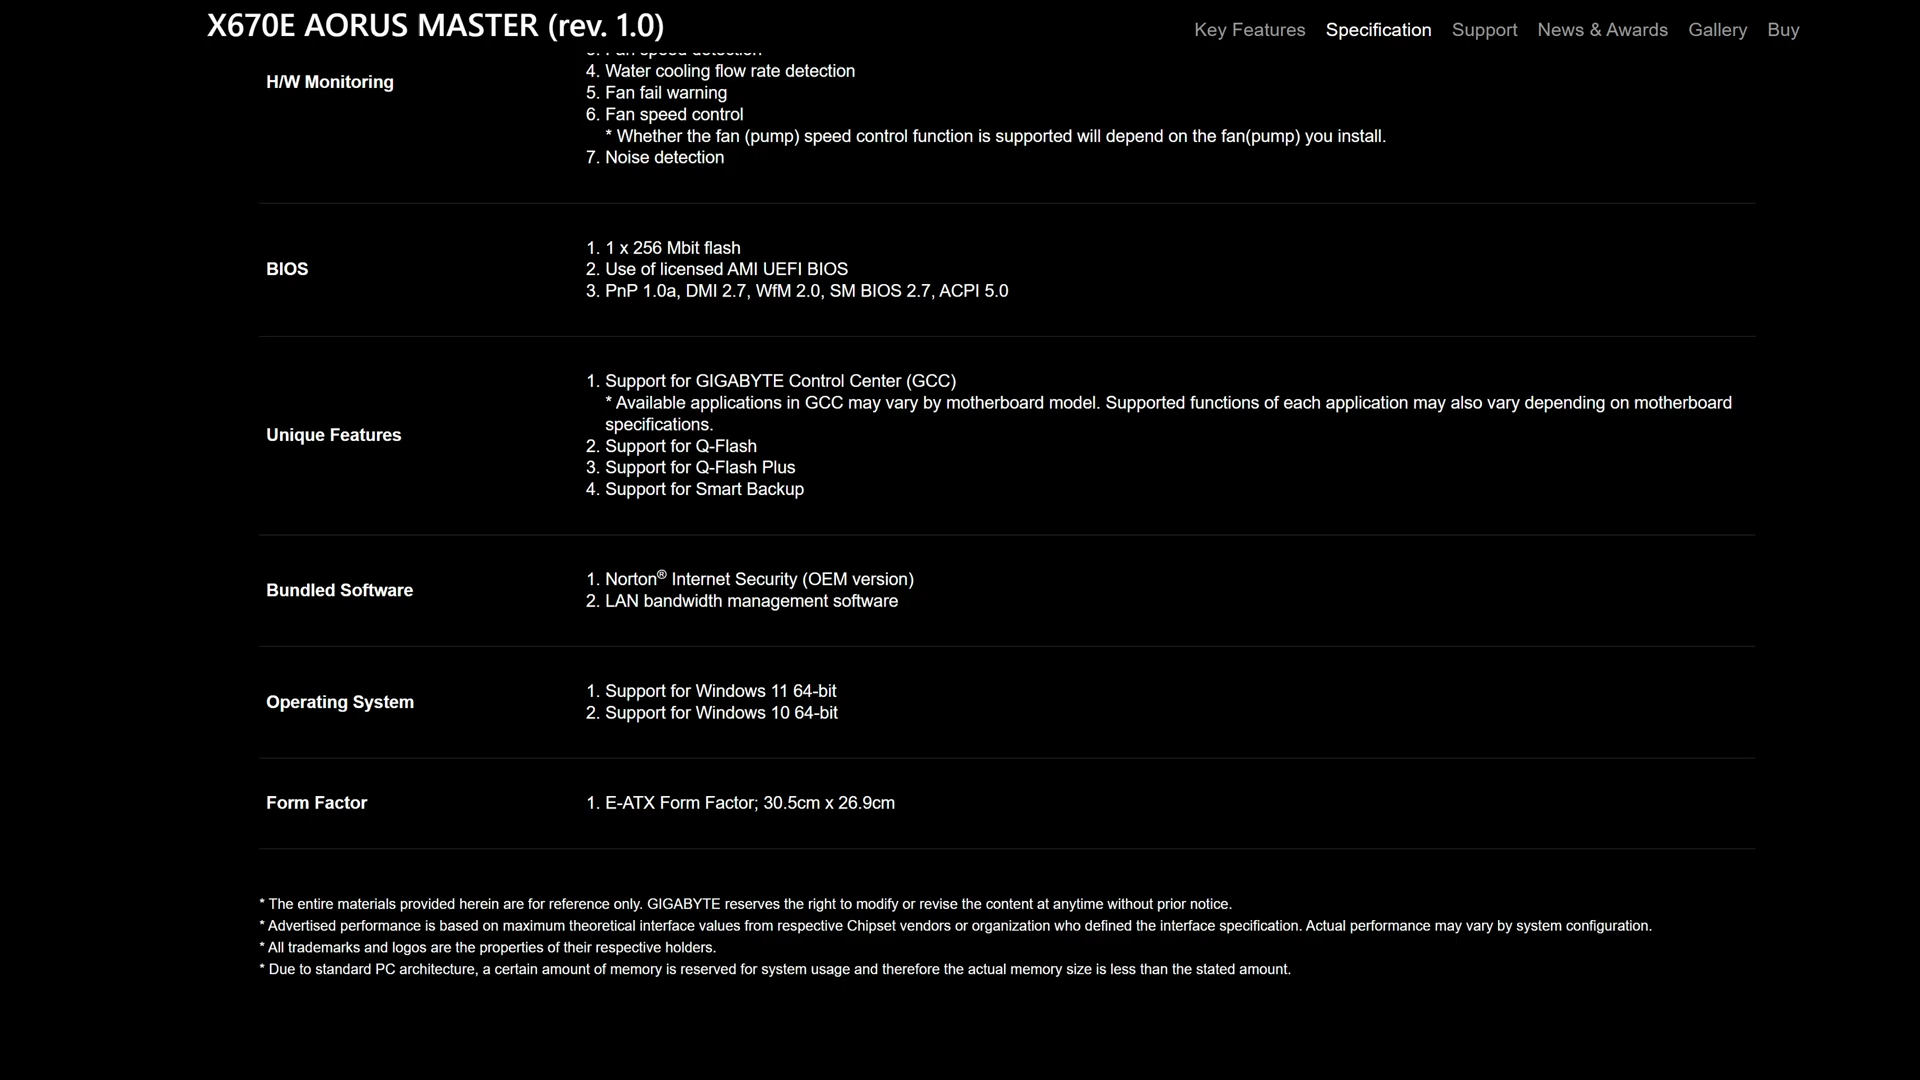 X670E AORUS MASTER (rev. 1.0)
Key Features Specification Support News & Awards Gallery Buy
H/W Monitoring
4. Water cooling flow rate detection
5. Fan fail warning
6. Fan speed control
* Whether the fan (pump) speed control function is supported will depend on the fan(pump) you install.
7. Noise detection
BIOS
1. 1 x 256 Mbit flash
2. Use of licensed AMI UEFI BIOS
3. PnP 1.0a, DMI 2.7, WfM 2.0, SM BIOS 2.7, ACPI 5.0
Unique Features
1. Support for GIGABYTE Control Center (GCC)
* Available applications in GCC may vary by motherboard model. Supported functions of each application may also vary depending on motherboard
specifications.
2. Support for Q-Flash
3. Support for Q-Flash Plus
4. Support for Smart Backup
Bundled Software
1. Norton® Internet Security (OEM version)
2. LAN bandwidth management software
Operating System
1. Support for Windows 11 64-bit
2. Support for Windows 10 64-bit
Form Factor
1. E-ATX Form Factor; 30.5cm x 26.9cm
* The entire materials provided herein are for reference only. GIGABYTE reserves the right to modify or revise the content at anytime without prior notice.
* Advertised performance is based on maximum theoretical interface values from respective Chipset vendors or organization who defined the interface specification. Actual performance may vary by system configuration.
* All trademarks and logos are the properties of their respective holders.
* Due to standard PC architecture, a certain amount of memory is reserved for system usage and therefore the actual memory size is less than the stated amount.